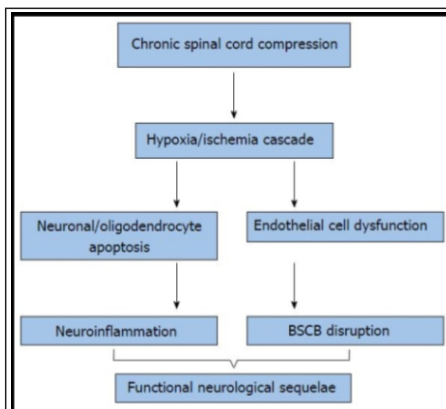 Chronic spinal cord compression
Hypoxia/ischemia cascade
Neuronal/oligodendrocyte
apoptosis
Endothelial cell dysfunction
Neuroinflammation
BSCB disruption
Functional neurological sequelae